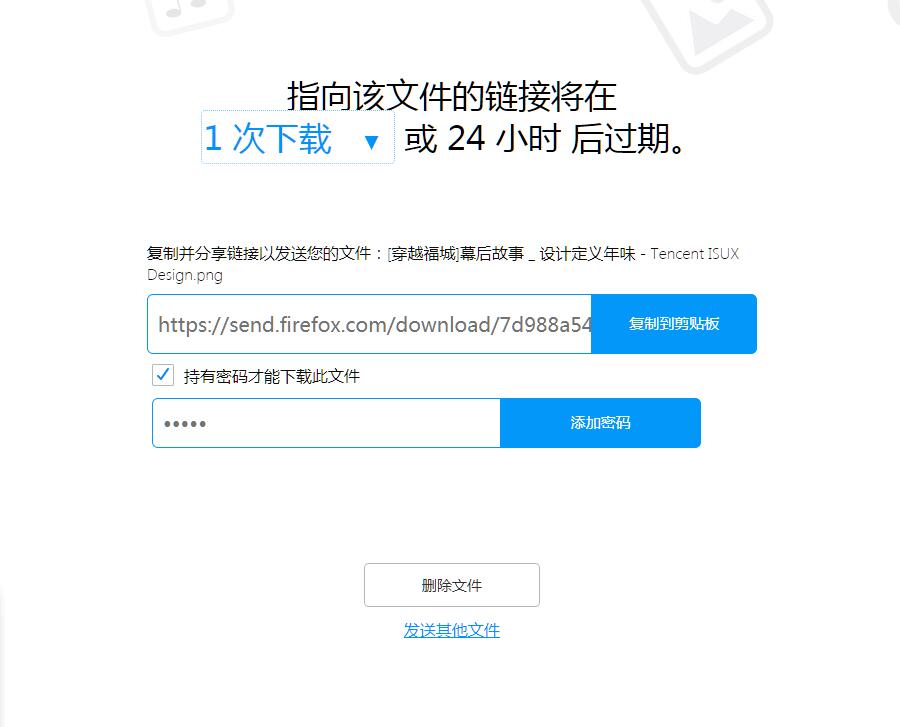 指向该文件的链接将在
1 次下载 ▼ 或 24 小时 后过期。
复制并分享链接以发送您的文件：[穿越福城]幕后故事 _ 设计定义年味 - Tencent ISUX
Design.png
https://send.firefox.com/download/7d988a54 复制到剪贴板
持有密码才能下载此文件
••••• 添加密码
删除文件
发送其他文件